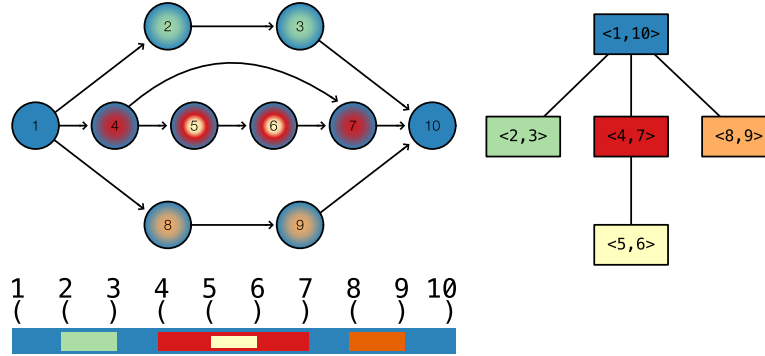 2 3
1 4 5 6 7 10
8 9
<1,10>
<2,3> <4,7> <8,9>
<5,6>
1 2 3 4 5 6 7 8 9 10
( ( ) ( ( ) ) ( ) )